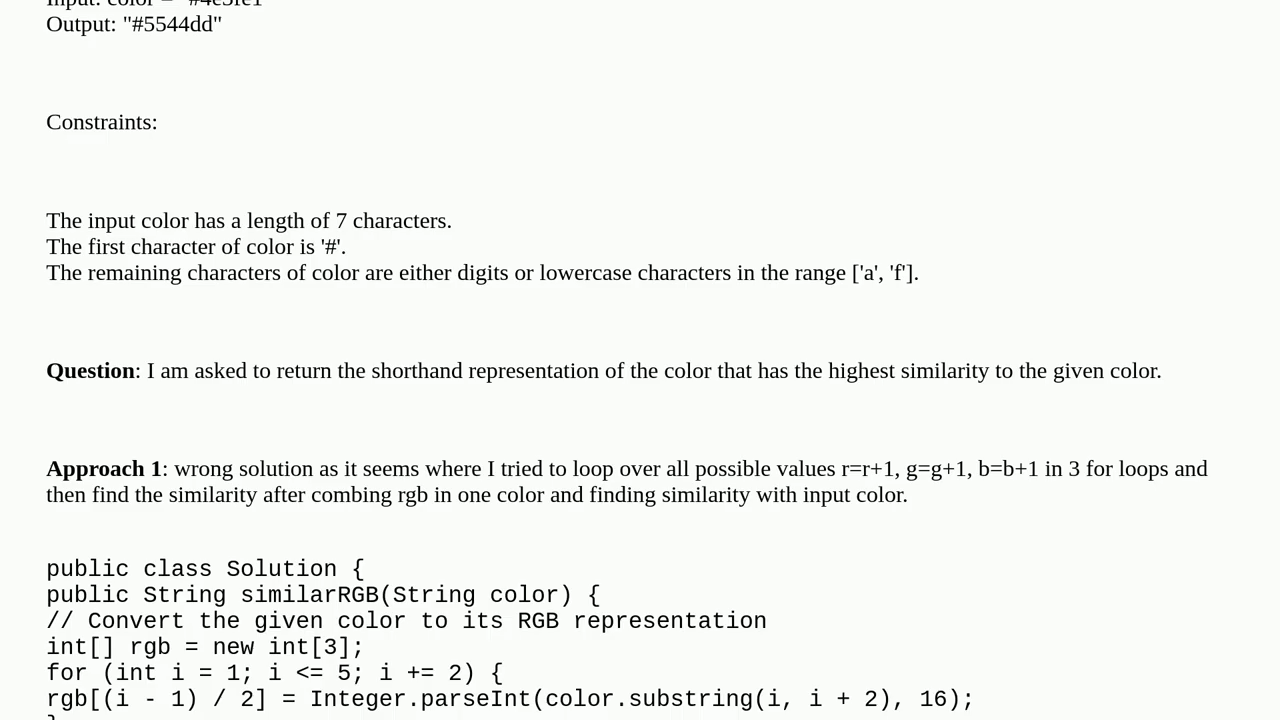 Input: color = "#4e3fe1"
Output: "#5544dd"
Constraints:
The input color has a length of 7 characters.
The first character of color is '#'.
The remaining characters of color are either digits or lowercase characters in the range ['a', 'f'].
Question: I am asked to return the shorthand representation of the color that has the highest similarity to the given color.
Approach 1: wrong solution as it seems where I tried to loop over all possible values r=r+1, g=g+1, b=b+1 in 3 for loops and
then find the similarity after combing rgb in one color and finding similarity with input color.
public class Solution {
public String similarRGB(String color) {
// Convert the given color to its RGB representation
int[] rgb = new int[3];
for (int i = 1; i <= 5; i += 2) {
rgb[(i - 1) / 2] = Integer.parseInt(color.substring(i, i + 2), 16);
}